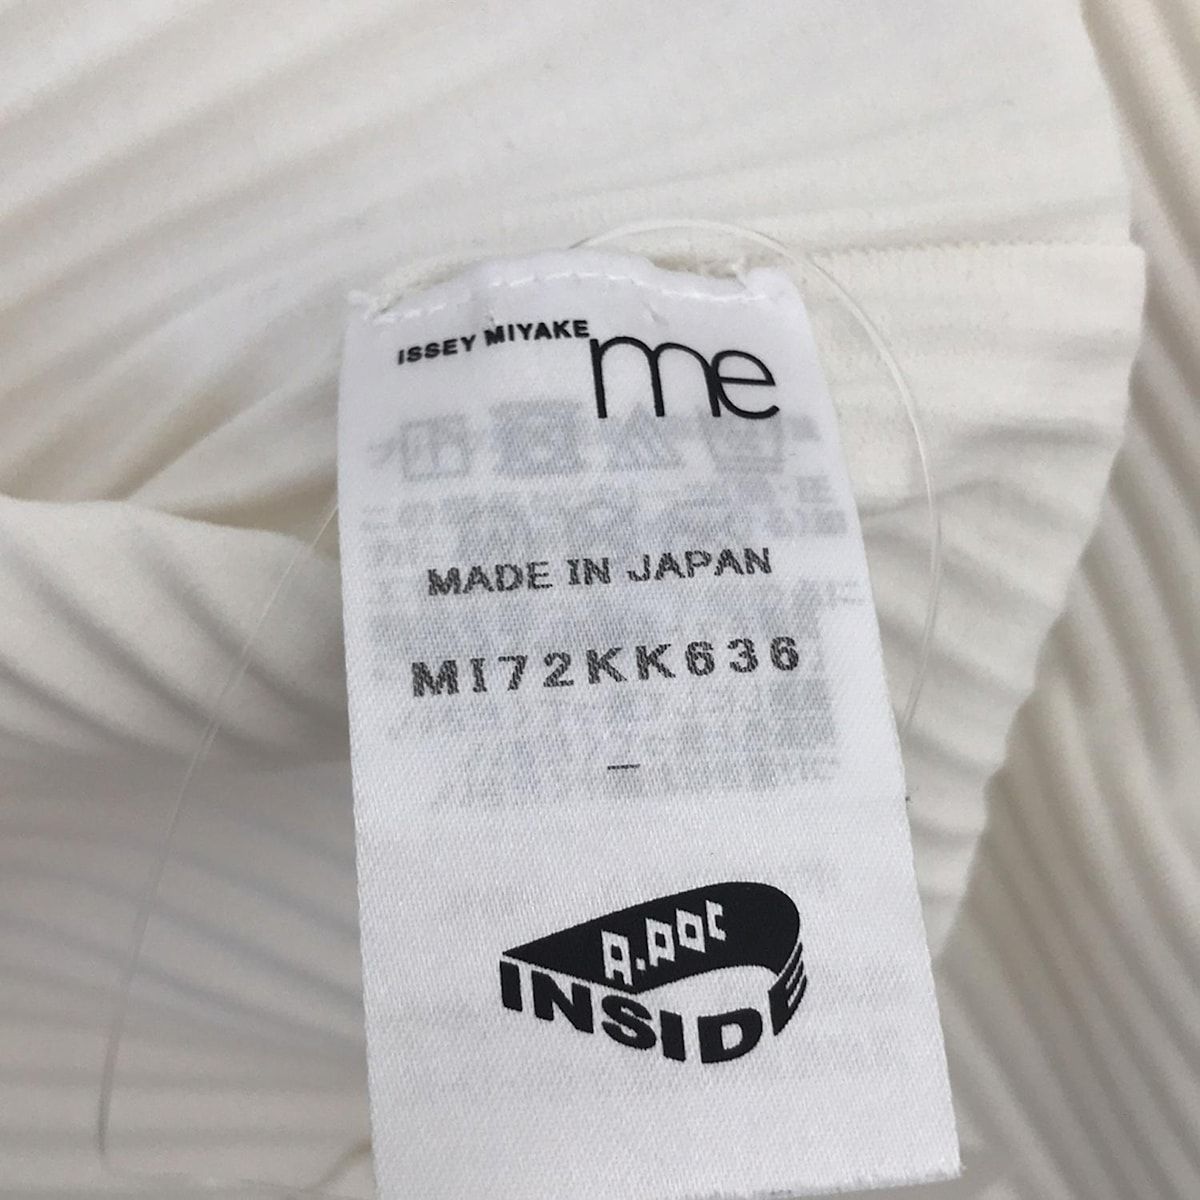 ISSEY MIYAKE me
MADE IN JAPAN
MI72KK636
–
A.POC
INSIDE